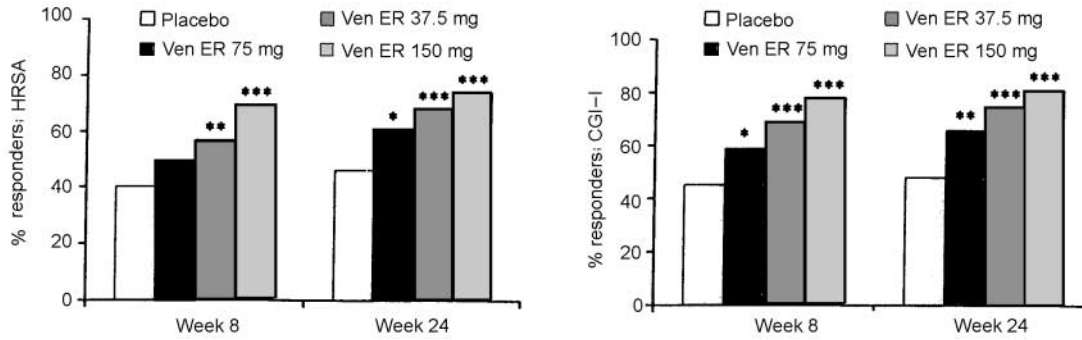 Placebo
Ven ER 37.5 mg
Ven ER 75 mg
Ven ER 150 mg
% responders; HRSA
100
80
60
40
20
0
** *** * *** ***
Week 8
Week 24
Placebo
Ven ER 37.5 mg
Ven ER 75 mg
Ven ER 150 mg
% responders; CGI–I
100
80
60
40
20
0
* *** *** ** *** ***
Week 8
Week 24